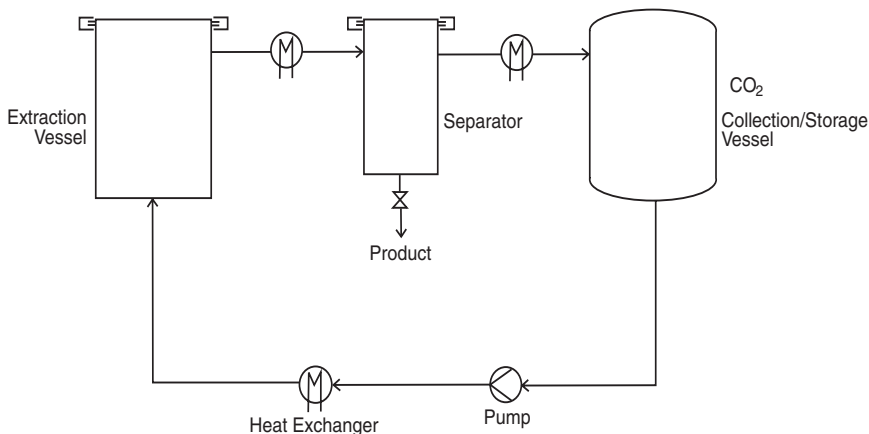 Extraction
Vessel
Separator
CO₂
Collection/Storage
Vessel
Product
Heat Exchanger
Pump